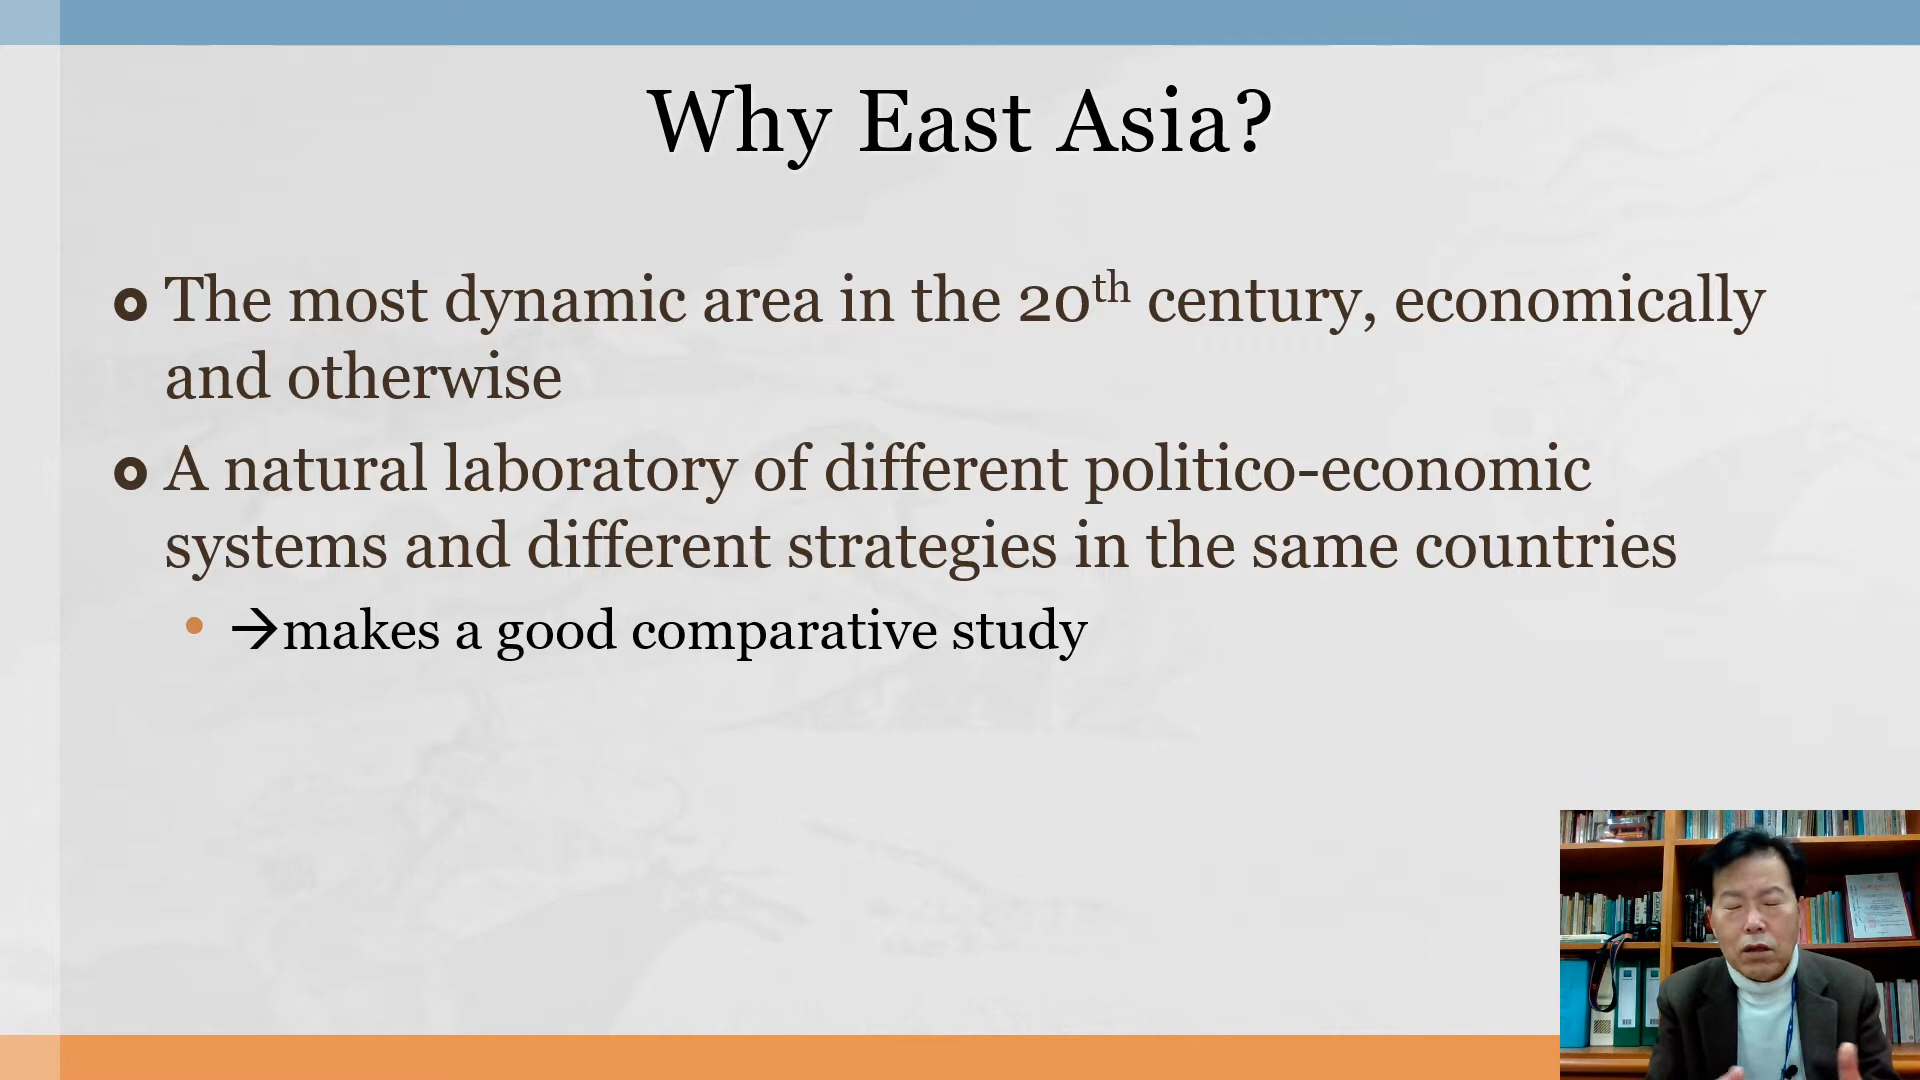 Why East Asia?
The most dynamic area in the 20th century, economically
and otherwise
A natural laboratory of different politico-economic
systems and different strategies in the same countries
→makes a good comparative study